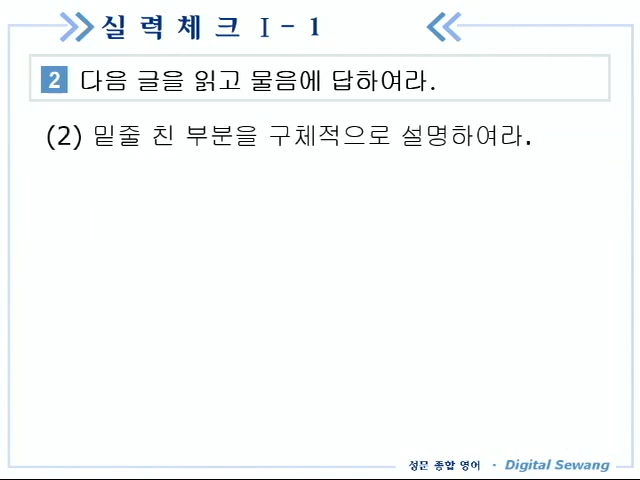 실력체크 I - 1
2 다음 글을 읽고 물음에 답하여라.
(2) 밑줄 친 부분을 구체적으로 설명하여라.
성문 종합 영어 · Digital Sewang